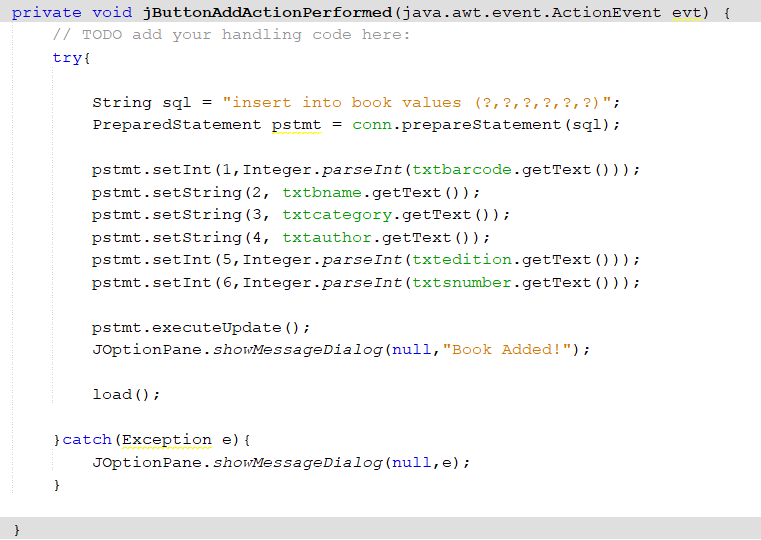 private void jButtonAddActionPerformed(java.awt.event.ActionEvent evt) {
// TODO add your handling code here:
try{
String sql = "insert into book values (?,?,?,?,?,?)";
PreparedStatement pstmt = conn.prepareStatement(sql);
pstmt.setInt(1,Integer.parseInt(txtbarcode.getText()));
pstmt.setString(2, txtbname.getText());
pstmt.setString(3, txtcategory.getText());
pstmt.setString(4, txtauthor.getText());
pstmt.setInt(5,Integer.parseInt(txtedition.getText()));
pstmt.setInt(6,Integer.parseInt(txtsnumber.getText()));
pstmt.executeUpdate();
JOptionPane.showMessageDialog(null,"Book Added!");
load();
}catch(Exception e){
JOptionPane.showMessageDialog(null,e);
}
}